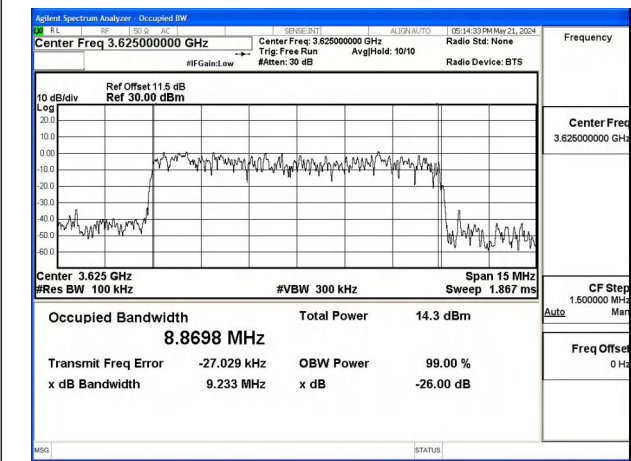 Agilent Spectrum Analyzer - Occupied BW
RL RF 50 Ω AC SENSE:INT ALIGN AUTO 05:14:33 PM May 21, 2024
Center Freq 3.625000000 GHz
Center Freq: 3.625000000 GHz
Radio Std: None
Trig: Free Run Avg|Hold: 10/10
#IFGain:Low #Atten: 30 dB Radio Device: BTS
Frequency
Ref Offset 11.5 dB
10 dB/div Ref 30.00 dBm
Log
20.0
10.0
0.00
-10.0
-20.0
-30.0
-40.0
-50.0
-60.0
Center 3.625 GHz Span 15 MHz
#Res BW 100 kHz #VBW 300 kHz Sweep 1.867 ms
Occupied Bandwidth Total Power 14.3 dBm
8.8698 MHz
Transmit Freq Error -27.029 kHz OBW Power 99.00 %
x dB Bandwidth 9.233 MHz x dB -26.00 dB
Center Freq
3.625000000 GHz
CF Step
1.500000 MHz
Auto Man
Freq Offset
0 Hz
MSG STATUS